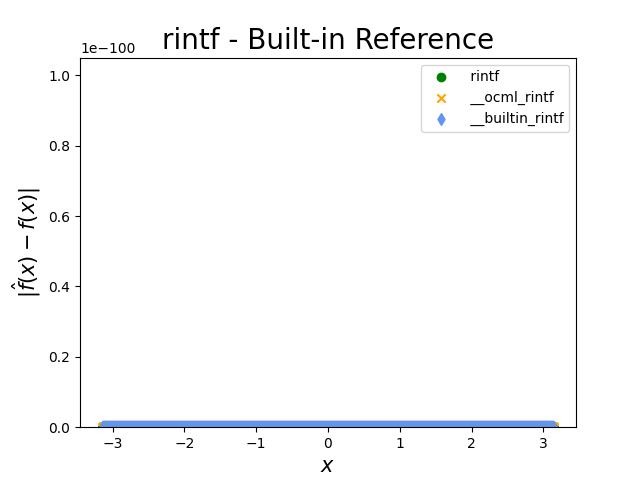 rintf - Built-in Reference
1e−100
1.0
0.8
0.6
0.4
0.2
0.0
|f̂(x) − f(x)|
rintf
__ocml_rintf
__builtin_rintf
−3
−2
−1
0
1
2
3
x